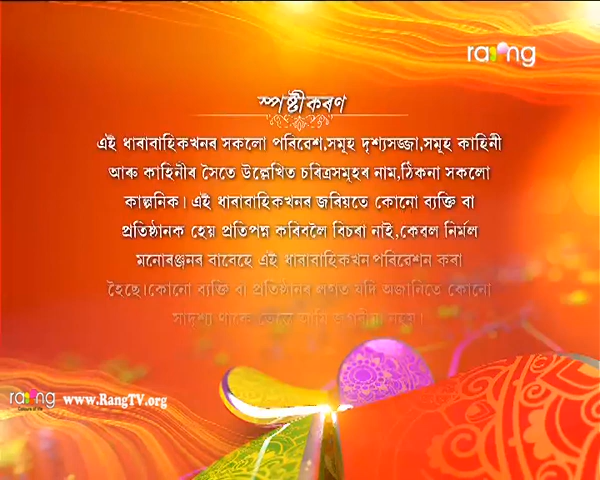 rang
স্পষ্টীকৰণ
এই ধাৰাবাহিকখনৰ সকলো পৰিৱেশ,সমূহ দৃশ্যসজ্জা,সমূহ কাহিনী
আৰু কাহিনীৰ সৈতে উল্লেখিত চৰিত্ৰসমূহৰ নাম,ঠিকনা সকলো
কাল্পনিক। এই ধাৰাবাহিকখনৰ জৰিয়তে কোনো ব্যক্তি বা
প্ৰতিষ্ঠানক হেয় প্ৰতিপন্ন কৰিবলৈ বিচৰা নাই,কেৱল নিৰ্মল
মনোৰঞ্জনৰ বাবেহে এই ধাৰাবাহিকখন পৰিৱেশন কৰা
হৈছে।কোনো ব্যক্তি বা প্ৰতিষ্ঠানৰ লগত যদি অজানিতে কোনো
সাদৃশ্য থাকে
rang www.RangTV.org